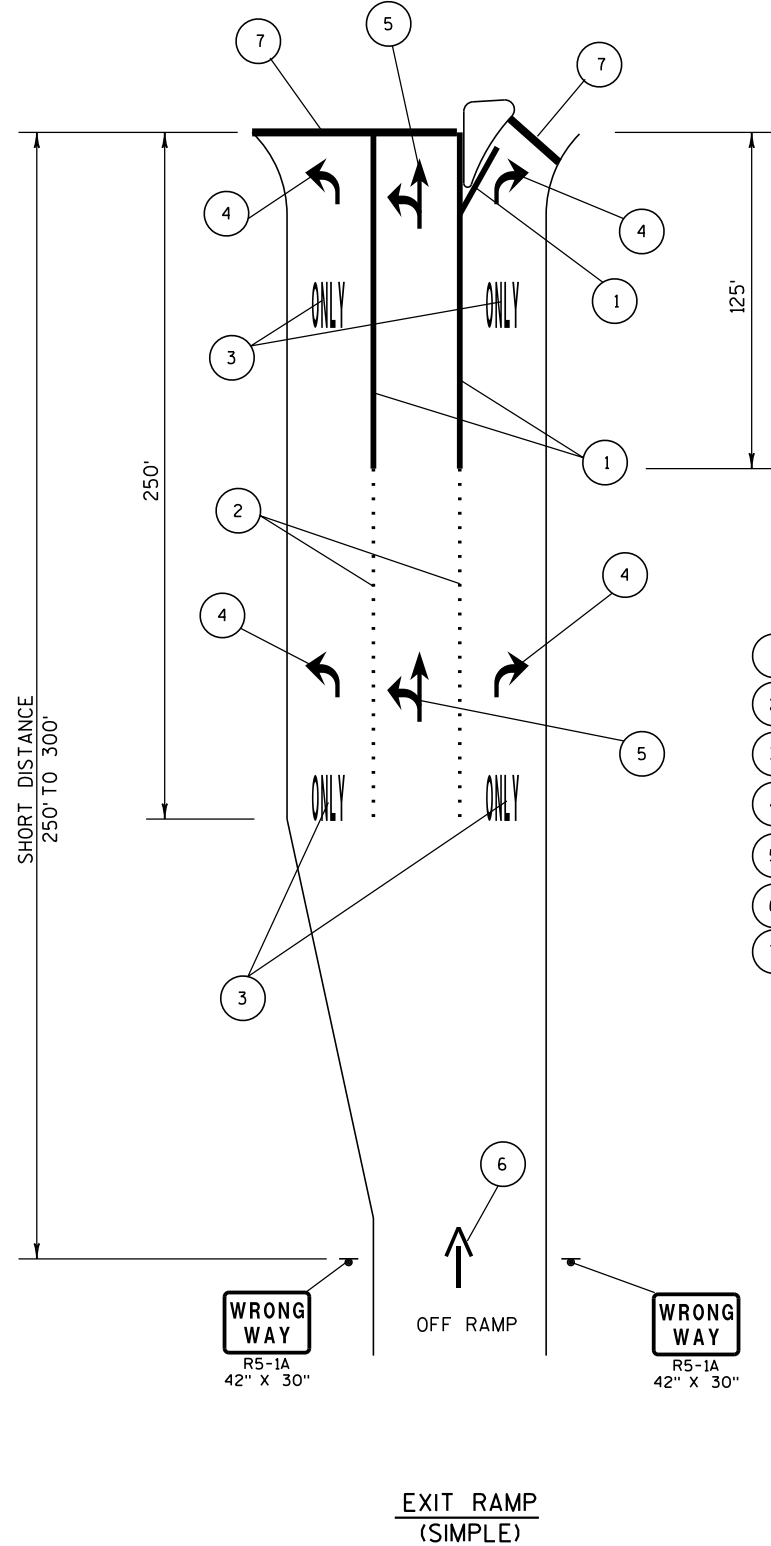 5
7
7
4
4
ONLY
ONLY
1
125'
3
1
250'
2
4
4
SHORT DISTANCE
250' TO 300'
5
ONLY
ONLY
5
3
6
WRONG
WAY
R5-1A
42" X 30"
OFF RAMP
WRONG
WAY
R5-1A
42" X 30"
EXIT RAMP
(SIMPLE)